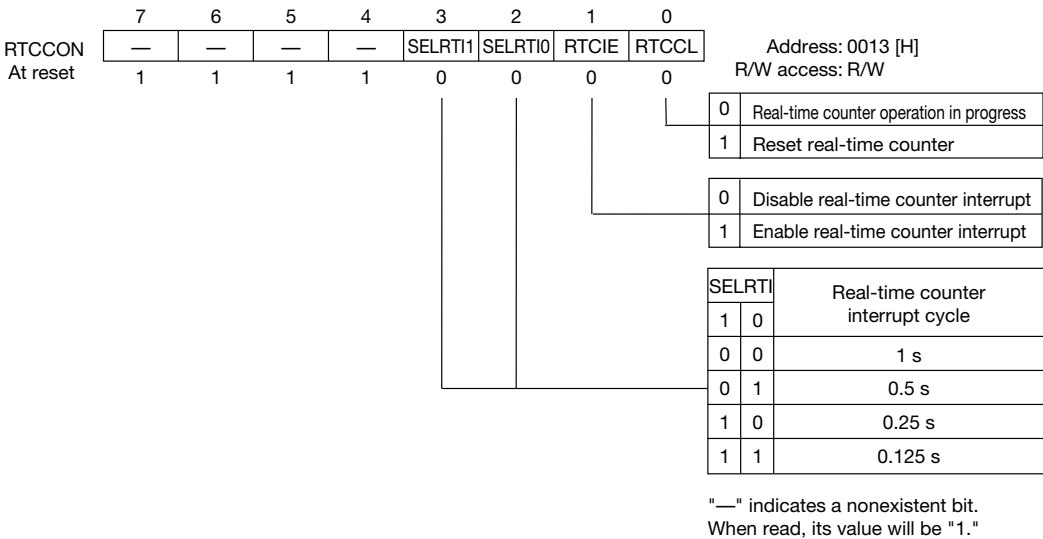 7 6 5 4 3 2 1 0
RTCCON — — — — SELRTI1 SELRTI0 RTCIE RTCCL Address: 0013 [H]
At reset 1 1 1 1 0 0 0 0 R/W access: R/W
0 Real-time counter operation in progress
1 Reset real-time counter
0 Disable real-time counter interrupt
1 Enable real-time counter interrupt
SELRTI Real-time counter
1 0 interrupt cycle
0 0 1 s
0 1 0.5 s
1 0 0.25 s
1 1 0.125 s
"—" indicates a nonexistent bit.
When read, its value will be "1."